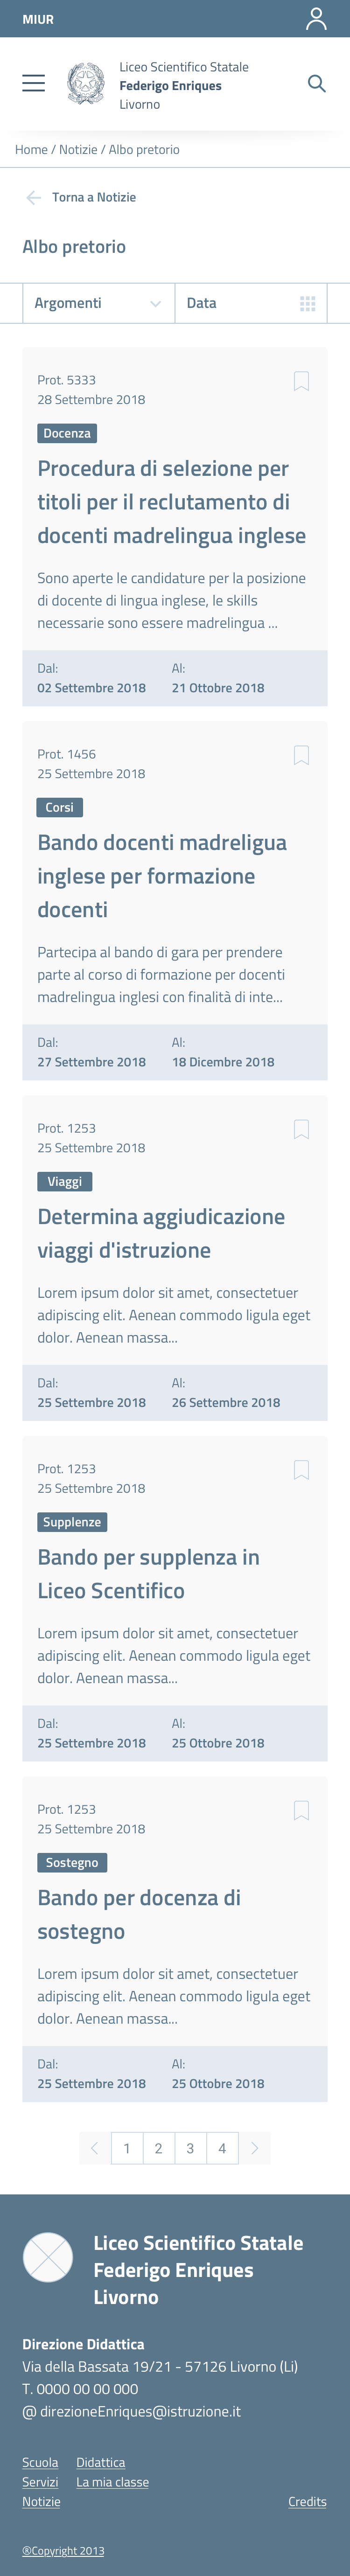 MIUR
Liceo Scientifico Statale
Federigo Enriques
Livorno
Home / Notizie / Albo pretorio
Torna a Notizie
Albo pretorio
Argomenti
Data
Prot. 5333
28 Settembre 2018
Docenza
Procedura di selezione per
titoli per il reclutamento di
docenti madrelingua inglese
Sono aperte le candidature per la posizione
di docente di lingua inglese, le skills
necessarie sono essere madrelingua ...
Dal: Al:
02 Settembre 2018 21 Ottobre 2018
Prot. 1456
25 Settembre 2018
Corsi
Bando docenti madreligua
inglese per formazione
docenti
Partecipa al bando di gara per prendere
parte al corso di formazione per docenti
madrelingua inglesi con finalità di inte...
Dal: Al:
27 Settembre 2018 18 Dicembre 2018
Prot. 1253
25 Settembre 2018
Viaggi
Determina aggiudicazione
viaggi d'istruzione
Lorem ipsum dolor sit amet, consectetuer
adipiscing elit. Aenean commodo ligula eget
dolor. Aenean massa...
Dal: Al:
25 Settembre 2018 26 Settembre 2018
Prot. 1253
25 Settembre 2018
Supplenze
Bando per supplenza in
Liceo Scentifico
Lorem ipsum dolor sit amet, consectetuer
adipiscing elit. Aenean commodo ligula eget
dolor. Aenean massa...
Dal: Al:
25 Settembre 2018 25 Ottobre 2018
Prot. 1253
25 Settembre 2018
Sostegno
Bando per docenza di
sostegno
Lorem ipsum dolor sit amet, consectetuer
adipiscing elit. Aenean commodo ligula eget
dolor. Aenean massa...
Dal: Al:
25 Settembre 2018 25 Ottobre 2018
1 2 3 4
Liceo Scientifico Statale
Federigo Enriques
Livorno
Direzione Didattica
Via della Bassata 19/21 - 57126 Livorno (Li)
T. 0000 00 00 000
@ direzioneEnriques@istruzione.it
Scuola Didattica
Servizi La mia classe
Notizie Credits
®Copyright 2013